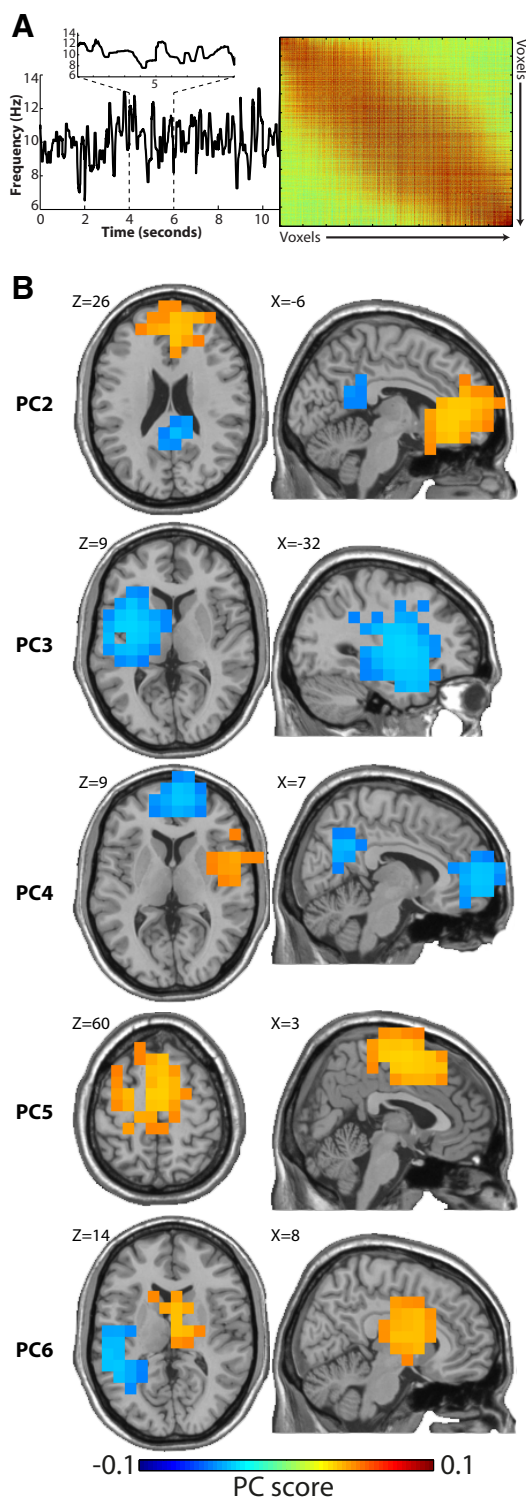 A
14
12
10
8
6
5
Voxels
14
12
10
8
6
Frequency (Hz)
0 2 4 6 8 10
Time (seconds)
Voxels
B
Z=26 X=-6
PC2
Z=9 X=-32
PC3
Z=9 X=7
PC4
Z=60 X=3
PC5
Z=14 X=8
PC6
-0.1 0.1
PC score